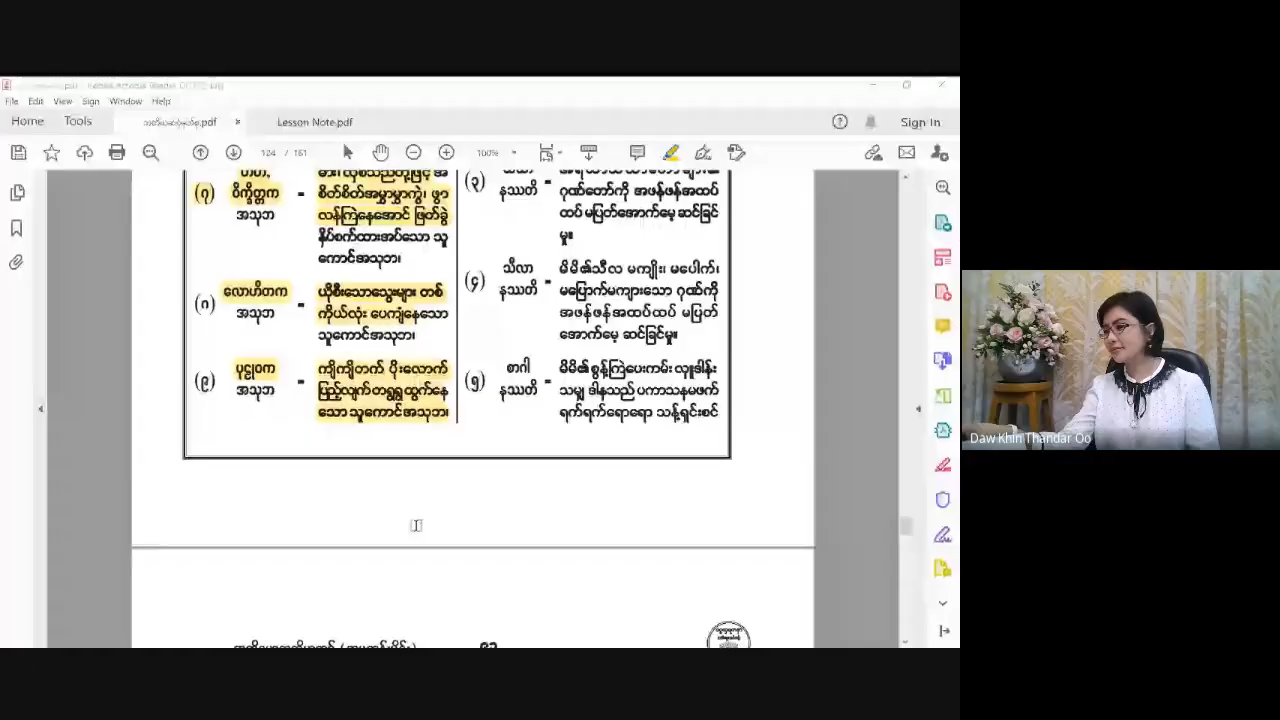 File Edit View Sign Window Help
Home Tools
Lesson Note.pdf
Sign In
124 / 161
100%
(၇) ဝိက္ခိတ္တက အသုဘ
=
စိတ်စိတ်အမွှာမွှာကွဲ၊ ဖွာ
လန်ကြဲနေအောင် ဖြတ်ခွဲ
နှိပ်စက်ထားအပ်သော သူ
ကောင်အသုဘ၊
(၈) လောဟိတက အသုဘ
=
ယိုစီးသောသွေးများ တစ်
ကိုယ်လုံး ပေကျံနေသော
သူကောင်အသုဘ၊
(၉) ပုဠုဝက အသုဘ
=
ကျိကျိတက် ပိုးလောက်
ပြည့်လျက်တရွရွထွက်နေ
သော သူကောင်အသုဘ၊
(၃) နုဿတိ
=
ဂုဏ်တော်ကို အဖန်ဖန်အထပ်
ထပ် မပြတ်အောက်မေ့ ဆင်ခြင်
မှု။
(၄) သီလာ နုဿတိ
=
မိမိ၏သီလ မကျိုး၊ မပေါက်၊
မပြောက်မကျားသော ဂုဏ်ကို
အဖန်ဖန်အထပ်ထပ် မပြတ်
အောက်မေ့ ဆင်ခြင်မှု။
(၅) စာဂါ နုဿတိ
=
မိမိ၏စွန့်ကြဲပေးကမ်း လှူဒါန်း
သမျှ ဒါနသည် ပကာသနမဖက်
ရက်ရက်ရောရော သန့်ရှင်းစင်
Daw Khin Thandar Oo